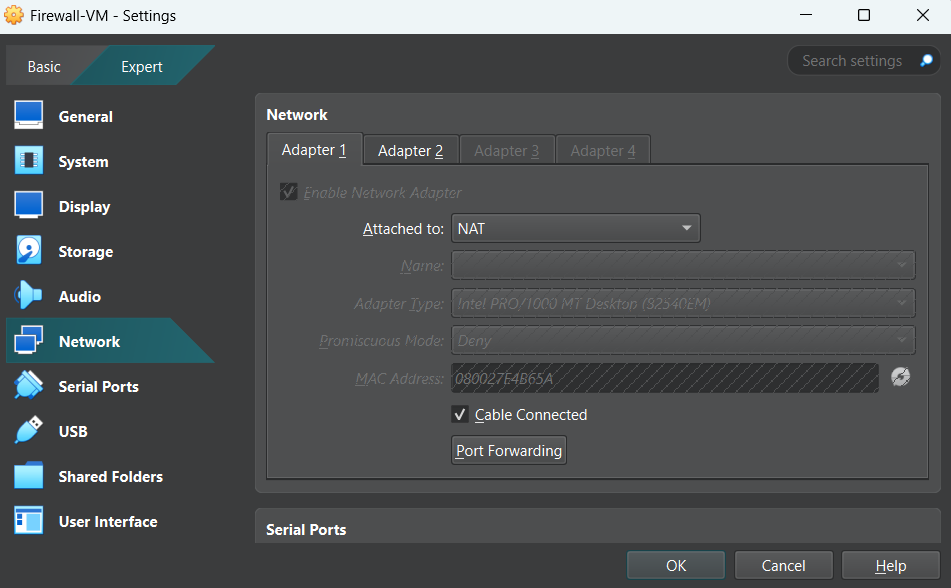 Firewall-VM - Settings
Basic
Expert
Search settings
General
System
Display
Storage
Audio
Network
Serial Ports
USB
Shared Folders
User Interface
Network
Adapter 1
Adapter 2
Adapter 3
Adapter 4
Enable Network Adapter
Attached to: NAT
Name:
Adapter Type: Intel PRO/1000 MT Desktop (82540EM)
Promiscuous Mode: Deny
MAC Address: 080027E4B65A
Cable Connected
Port Forwarding
Serial Ports
OK
Cancel
Help